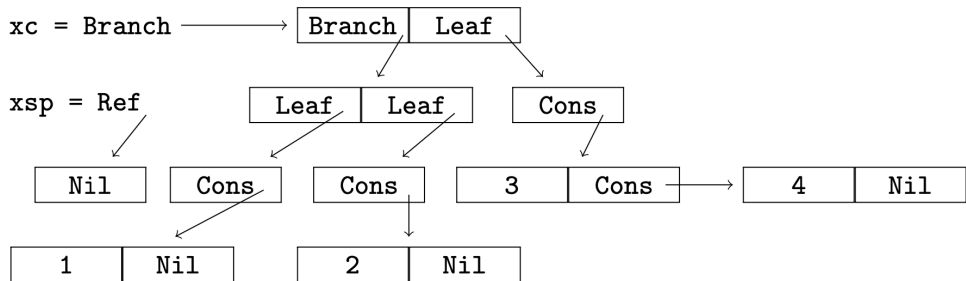 xc = Branch Branch Leaf
xsp = Ref Leaf Leaf Cons
Nil Cons Cons 3 Cons 4 Nil
1 Nil 2 Nil